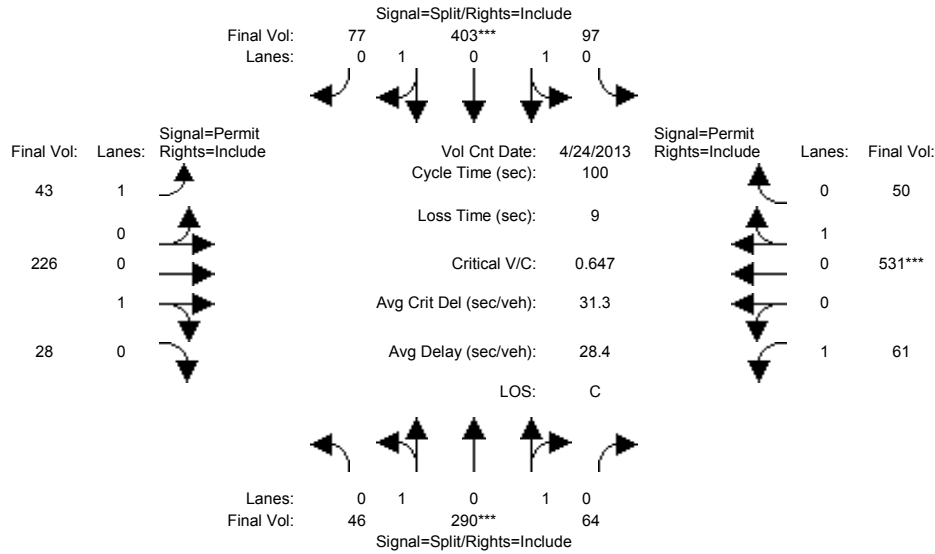 Signal=Split/Rights=Include
Final Vol: 77 403*** 97
Lanes: 0 1 0 1 0
Signal=Permit Signal=Permit
Final Vol: Lanes: Rights=Include Vol Cnt Date: 4/24/2013 Rights=Include Lanes: Final Vol:
Cycle Time (sec): 100
43 1 0 50
Loss Time (sec): 9
0 1
226 0 Critical V/C: 0.647 0 531***
1 Avg Crit Del (sec/veh): 31.3 0
28 0 Avg Delay (sec/veh): 28.4 1 61
LOS: C
Lanes: 0 1 0 1 0
Final Vol: 46 290*** 64
Signal=Split/Rights=Include